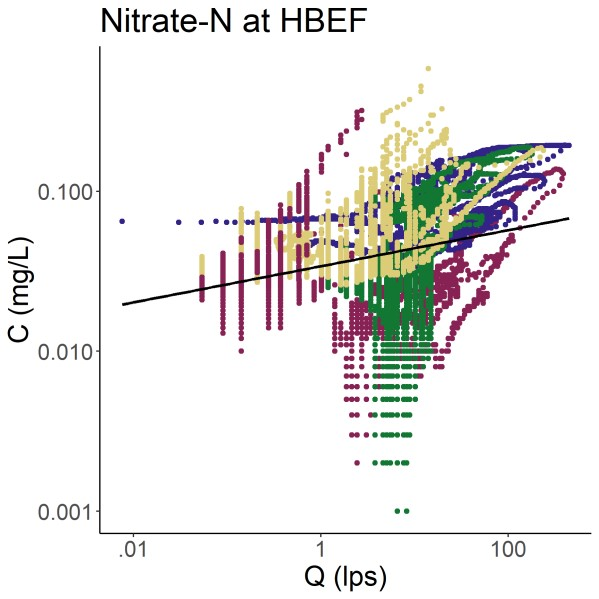 Nitrate-N at HBEF
C (mg/L)
0.100
0.010
0.001
.01
1
100
Q (lps)